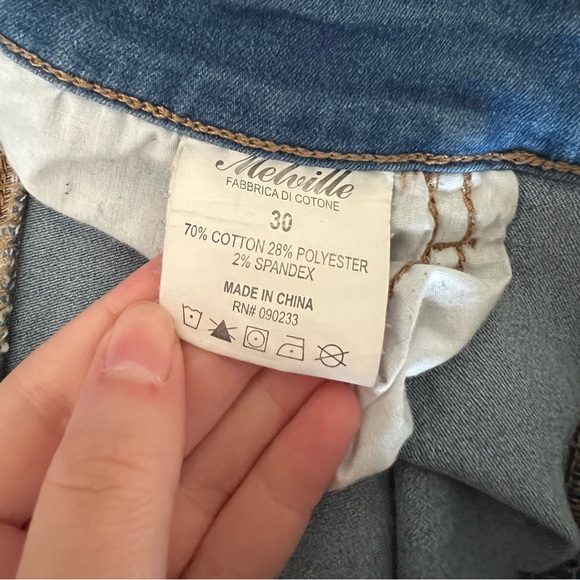 Melville
FABBRICA DI COTONE
30
70% COTTON 28% POLYESTER
2% SPANDEX
MADE IN CHINA
RN# 090233